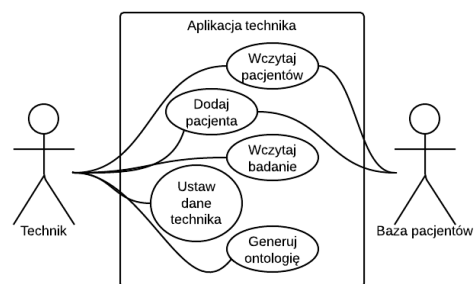 Aplikacja technika
Wczytaj
pacjentów
Dodaj
pacjenta
Wczytaj
badanie
Ustaw
dane
technika
Generuj
ontologię
Technik
Baza pacjentów